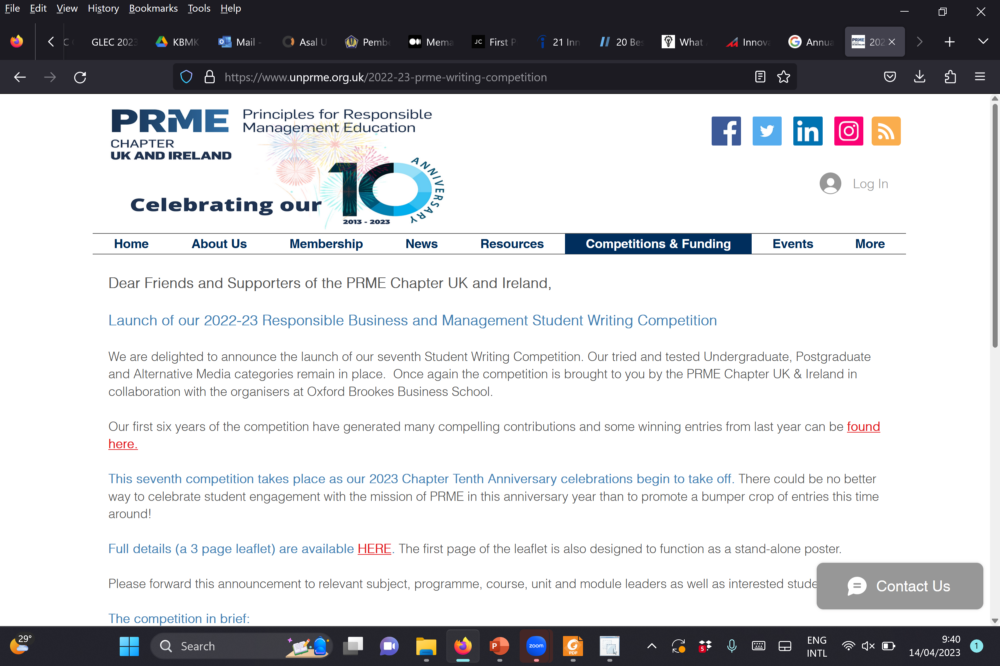 File Edit View History Bookmarks Tools Help
GLEC 2023 KBMK Mail - Asal U Pembe Mema First P 21 Inn 20 Bes What Innova Annua 202
https://www.unprme.org.uk/2022-23-prme-writing-competition
PRME Principles for Responsible
Management Education
CHAPTER
UK AND IRELAND
Celebrating our 10 ANNIVERSARY
2013 - 2023
Log In
Home About Us Membership News Resources Competitions & Funding Events More
Dear Friends and Supporters of the PRME Chapter UK and Ireland,
Launch of our 2022-23 Responsible Business and Management Student Writing Competition
We are delighted to announce the launch of our seventh Student Writing Competition. Our tried and tested Undergraduate, Postgraduate
and Alternative Media categories remain in place.  Once again the competition is brought to you by the PRME Chapter UK & Ireland in
collaboration with the organisers at Oxford Brookes Business School.
Our first six years of the competition have generated many compelling contributions and some winning entries from last year can be found
here.
This seventh competition takes place as our 2023 Chapter Tenth Anniversary celebrations begin to take off. There could be no better
way to celebrate student engagement with the mission of PRME in this anniversary year than to promote a bumper crop of entries this time
around!
Full details (a 3 page leaflet) are available HERE. The first page of the leaflet is also designed to function as a stand-alone poster.
Please forward this announcement to relevant subject, programme, course, unit and module leaders as well as interested stude
Contact Us
The competition in brief:
29°
Search
zoom
PDF
5
ENG
INTL
9:40
14/04/2023
1